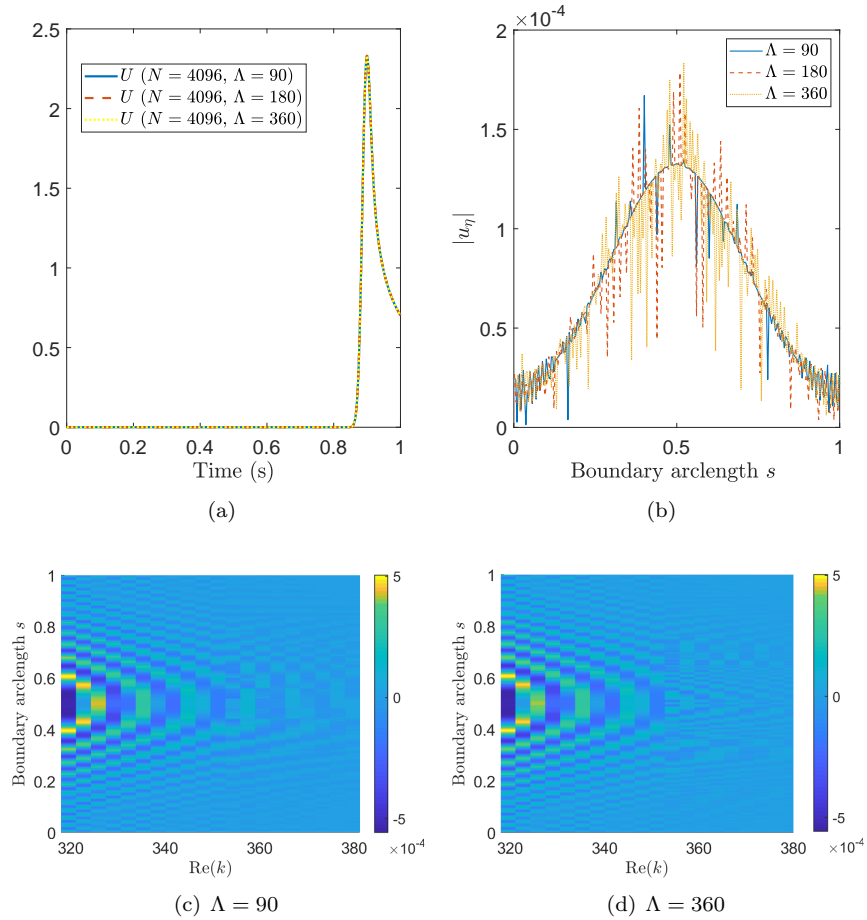 2.5
2
1.5
1
0.5
0
0 0.2 0.4 0.6 0.8 1
Time (s)
U (N = 4096, Λ = 90)
U (N = 4096, Λ = 180)
U (N = 4096, Λ = 360)
(a)
×10⁻⁴
2
1.5
1
0.5
0
|u_η|
0 0.5 1
Boundary arclength s
Λ = 90
Λ = 180
Λ = 360
(b)
1
0.8
0.6
0.4
0.2
0
Boundary arclength s
320 340 360 380
Re(k)
5
0
-5
×10⁻⁴
(c) Λ = 90
1
0.8
0.6
0.4
0.2
0
Boundary arclength s
320 340 360 380
Re(k)
5
0
-5
×10⁻⁴
(d) Λ = 360